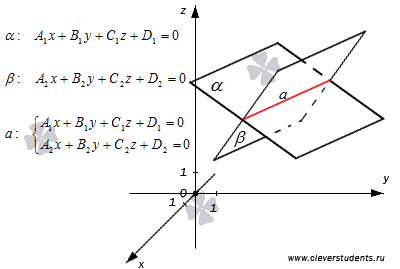 z
α: A₁x + B₁y + C₁z + D₁ = 0
β: A₂x + B₂y + C₂z + D₂ = 0
a: { A₁x + B₁y + C₁z + D₁ = 0
A₂x + B₂y + C₂z + D₂ = 0
α
a
β
1
0
1
1
y
x
www.cleverstudents.ru